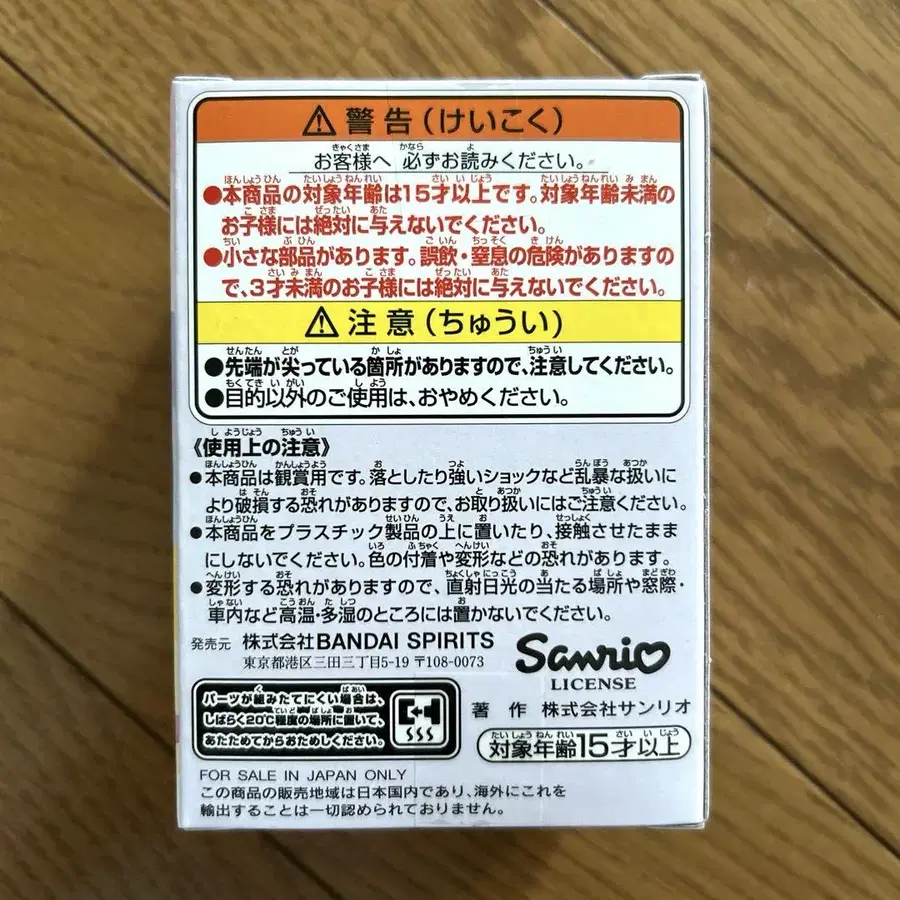 ⚠警告(けいこく)
お客様へ 必ずお読みください。
●本商品の対象年齢は15才以上です。対象年齢未満の
お子様には絶対に与えないでください。
●小さな部品があります。誤飲・窒息の危険がありますの
で、3才未満のお子様には絶対に与えないでください。
⚠注意(ちゅうい)
●先端が尖っている箇所がありますので、注意してください。
●目的以外のご使用は、おやめください。
《使用上の注意》
●本商品は観賞用です。落としたり強いショックなど乱暴な扱いに
より破損する恐れがありますので、お取り扱いにはご注意ください。
●本商品をプラスチック製品の上に置いたり、接触させたまま
にしないでください。色の付着や変形などの恐れがあります。
●変形する恐れがありますので、直射日光の当たる場所や窓際・
車内など高温・多湿のところには置かないでください。
発売元 株式会社BANDAI SPIRITS
東京都港区三田三丁目5-19 〒108-0073
Sanrio
LICENSE
著作 株式会社サンリオ
パーツが組みたてにくい場合は、
しばらく20℃程度の場所に置いて、
あたためてからおためしください。
対象年齢15才以上
FOR SALE IN JAPAN ONLY
この商品の販売地域は日本国内であり、海外にこれを
輸出することは一切認められておりません。